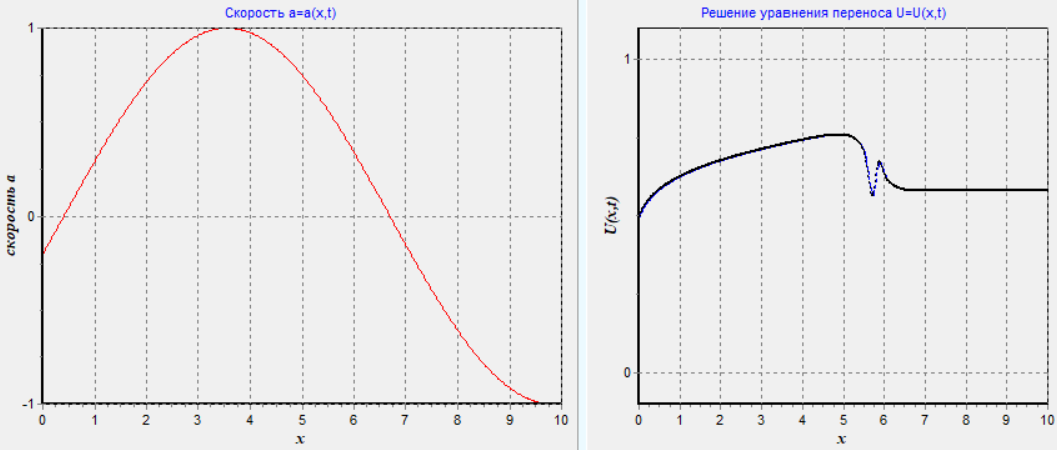 Скорость a=a(x,t)
1
0
-1
скорость a
0 1 2 3 4 5 6 7 8 9 10
x
Решение уравнения переноса U=U(x,t)
1
0
U(x,t)
0 1 2 3 4 5 6 7 8 9 10
x